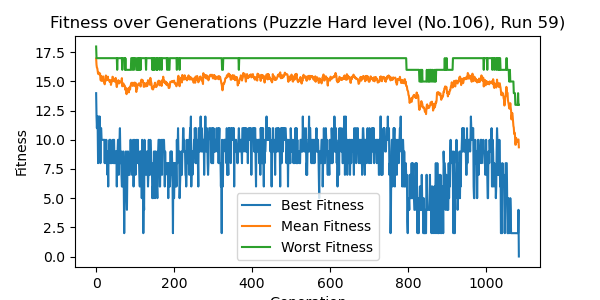 Fitness over Generations (Puzzle Hard level (No.106), Run 59)
Fitness
17.5
15.0
12.5
10.0
7.5
5.0
2.5
0.0
Best Fitness
Mean Fitness
Worst Fitness
0 200 400 600 800 1000
Generation